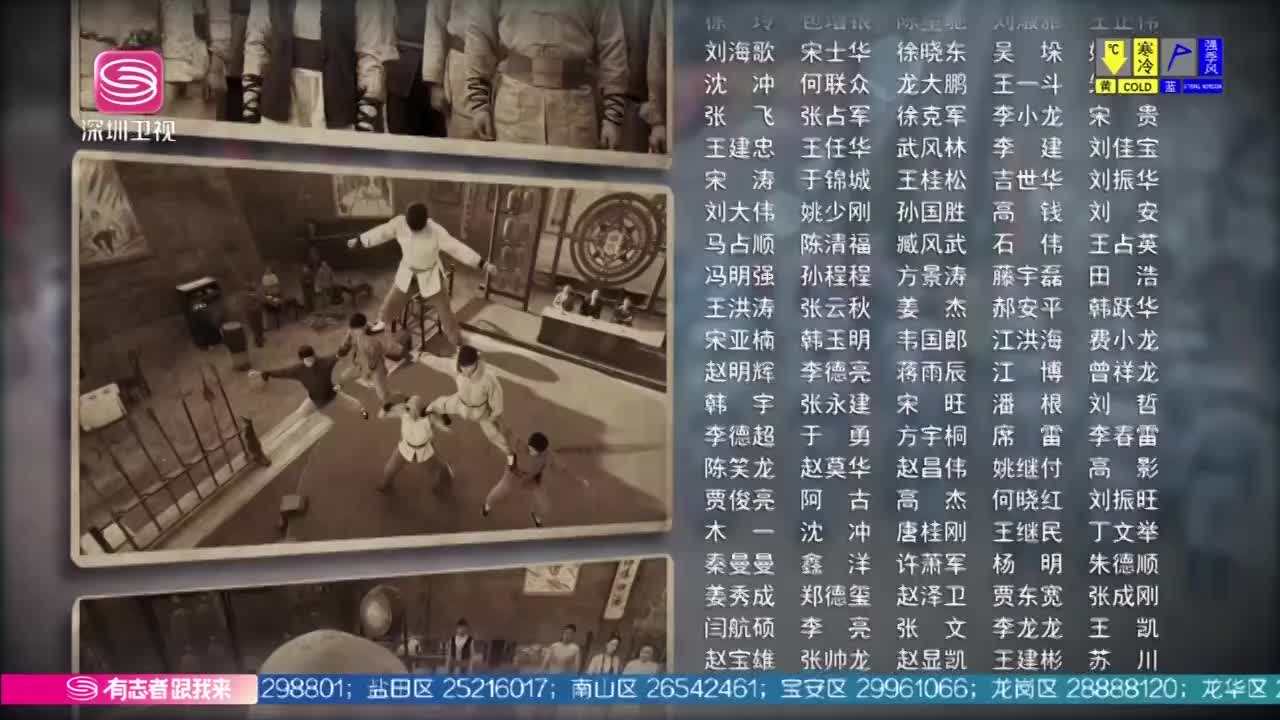 刘海歌 宋士华 徐晓东 吴 垛
沈 冲 何联众 龙大鹏 王一斗
张 飞 张占军 徐克军 李小龙 宋 贵
王建忠 王任华 武风林 李 建 刘佳宝
宋 涛 于锦城 王桂松 吉世华 刘振华
刘大伟 姚少刚 孙国胜 高 钱 刘 安
马占顺 陈清福 臧风武 石 伟 王占英
冯明强 孙程程 方景涛 藤宇磊 田 浩
王洪涛 张云秋 姜 杰 郝安平 韩跃华
宋亚楠 韩玉明 韦国郎 江洪海 费小龙
赵明辉 李德亮 蒋雨辰 江 博 曾祥龙
韩 宇 张永建 宋 旺 潘 根 刘 哲
李德超 于 勇 方宇桐 席 雷 李春雷
陈笑龙 赵莫华 赵昌伟 姚继付 高 影
贾俊亮 阿 古 高 杰 何晓红 刘振旺
木 一 沈 冲 唐桂刚 王继民 丁文举
秦曼曼 鑫 洋 许萧军 杨 明 朱德顺
姜秀成 郑德玺 赵泽卫 贾东宽 张成刚
闫航硕 李 亮 张 文 李龙龙 王 凯
赵宝雄 张帅龙 赵显凯 王建彬 苏 川
深圳卫视
℃ 寒冷 强季风
黄 COLD 蓝
有志者跟我来 298801；盐田区 25216017；南山区 26542461；宝安区 29961066；龙岗区 28888120；龙华区